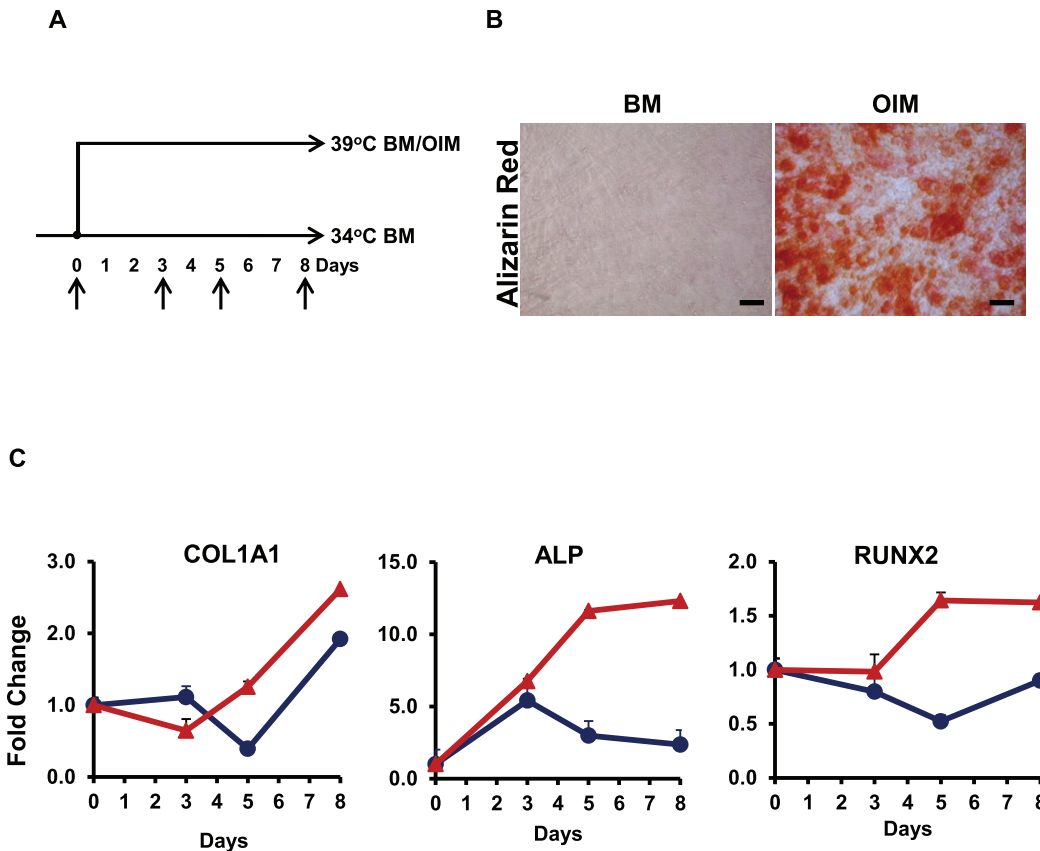 A
39°C BM/OIM
34°C BM
0 1 2 3 4 5 6 7 8 Days
B
BM OIM
Alizarin Red
C
COL1A1
Fold Change
3.0
2.0
1.0
0.0
0 1 2 3 4 5 6 7 8
Days
ALP
15.0
10.0
5.0
0.0
0 1 2 3 4 5 6 7 8
Days
RUNX2
2.0
1.5
1.0
0.5
0.0
0 1 2 3 4 5 6 7 8
Days